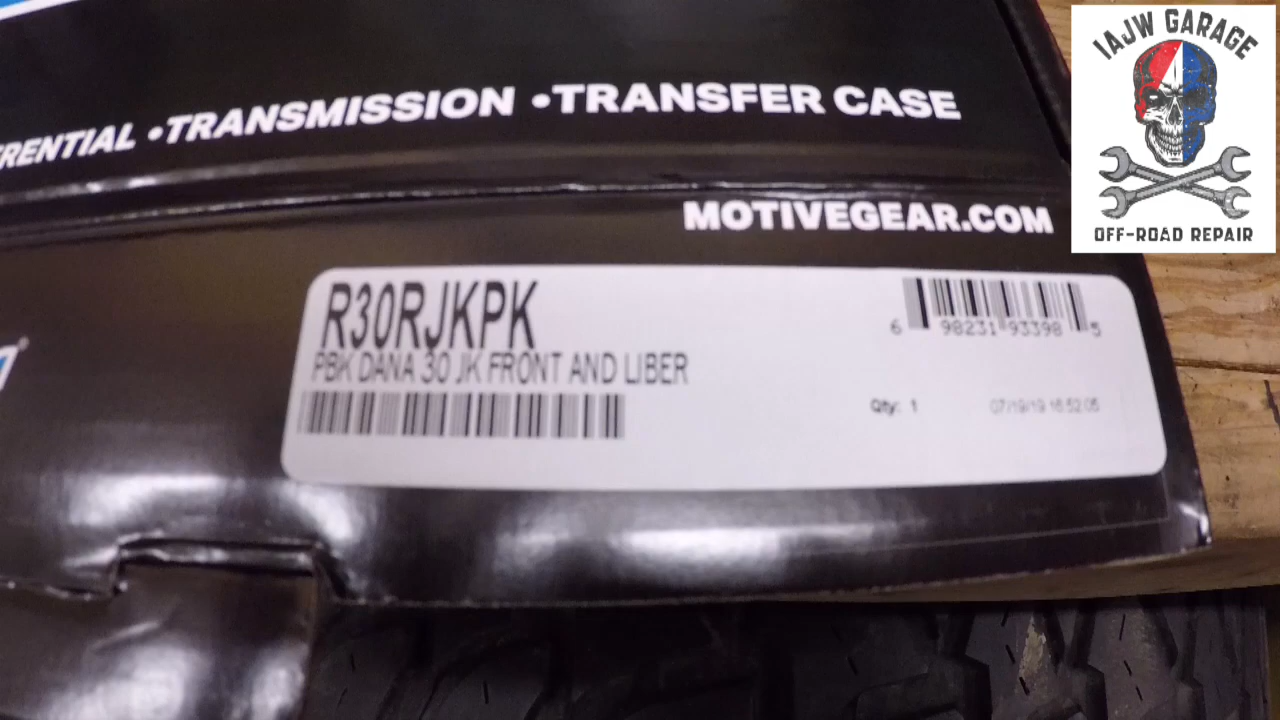 IAJW GARAGE
OFF-ROAD REPAIR
RENTIAL •TRANSMISSION •TRANSFER CASE
MOTIVEGEAR.COM
R30RJKPK
PBK DANA 30 JK FRONT AND LIBER
6 98231 93398 5
Qty: 1 07/19/19 16:52:05